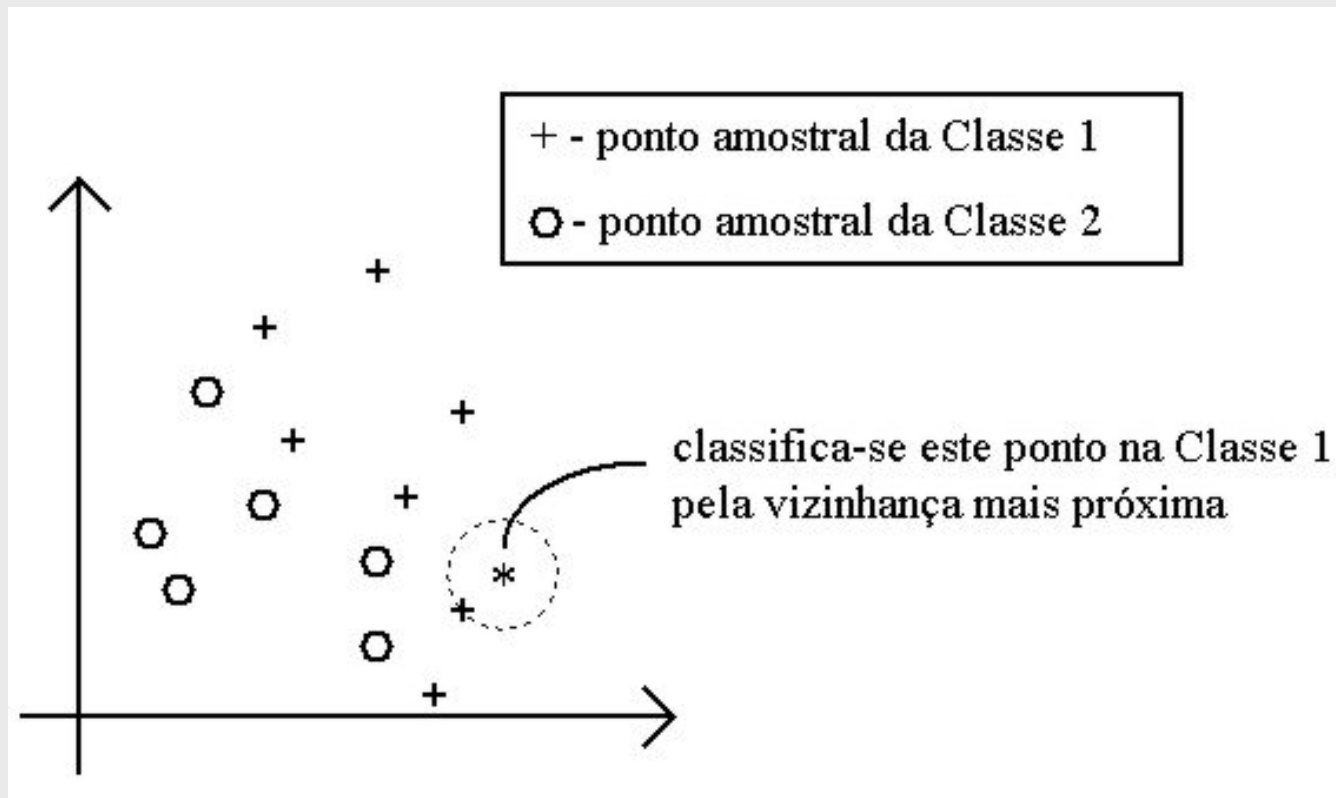 + - ponto amostral da Classe 1
O - ponto amostral da Classe 2
classifica-se este ponto na Classe 1
pela vizinhança mais próxima